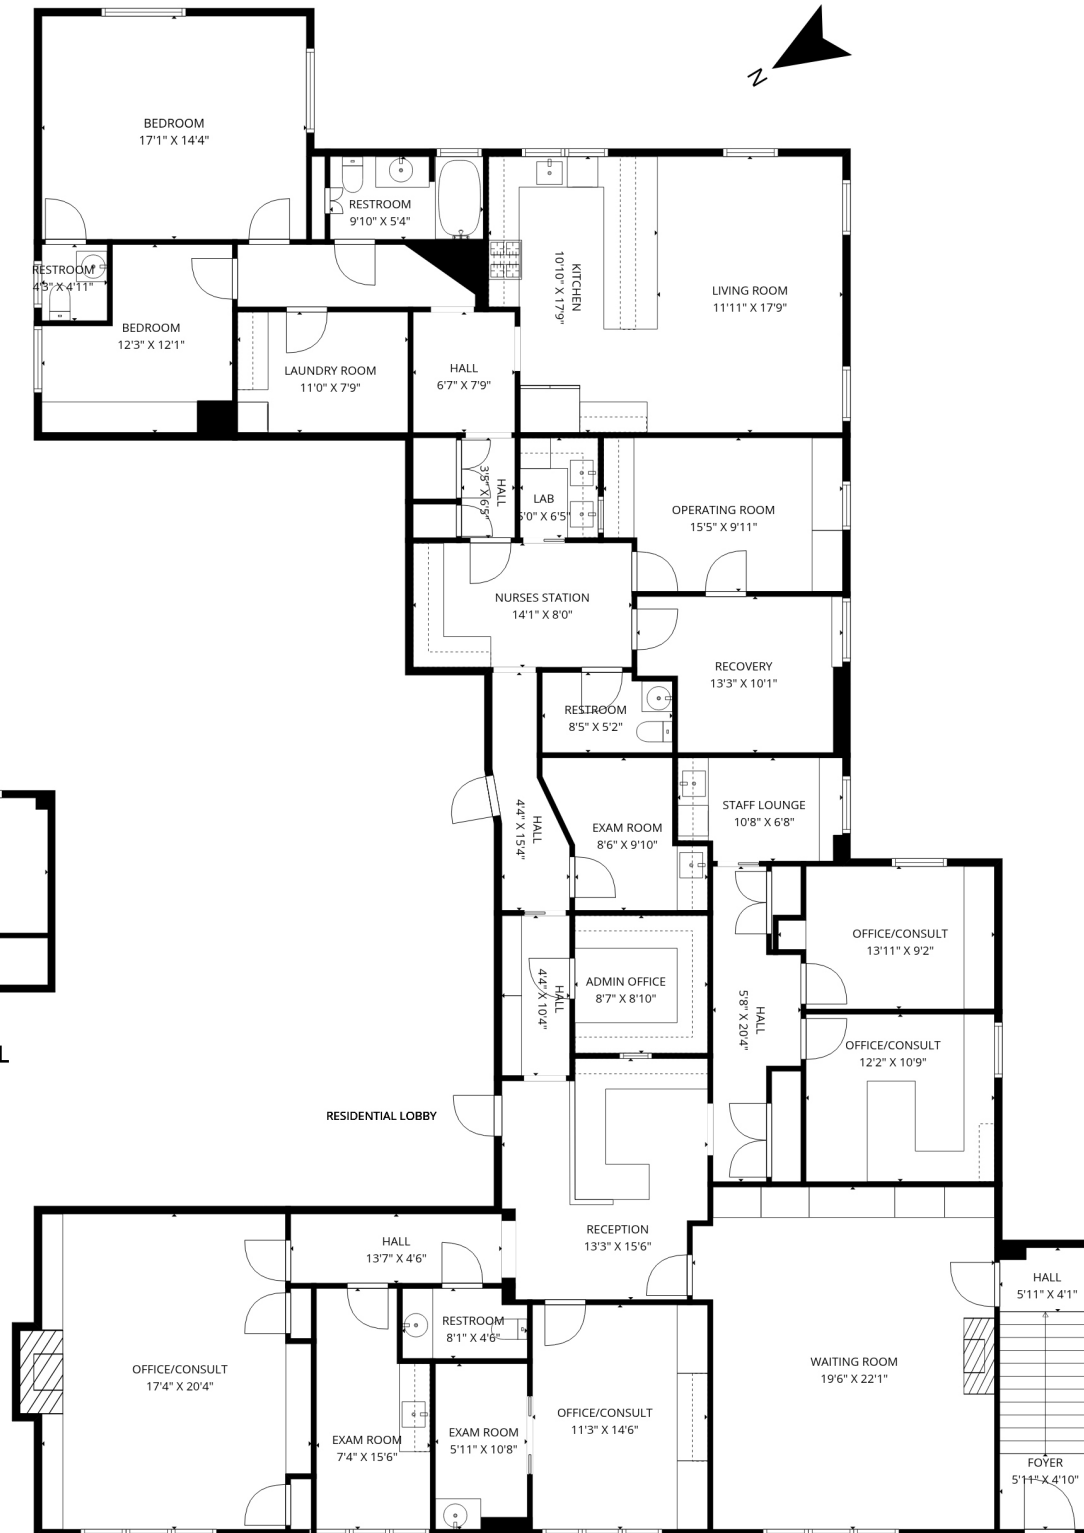 N
BEDROOM
17'1" X 14'4"
RESTROOM
9'10" X 5'4"
RESTROOM
4'3" X 4'11"
BEDROOM
12'3" X 12'1"
KITCHEN
10'10" X 17'9"
LIVING ROOM
11'11" X 17'9"
LAUNDRY ROOM
11'0" X 7'9"
HALL
6'7" X 7'9"
HALL
3'5" X 6'5"
LAB
5'0" X 6'5"
OPERATING ROOM
15'5" X 9'11"
NURSES STATION
14'1" X 8'0"
RECOVERY
13'3" X 10'1"
RESTROOM
8'5" X 5'2"
HALL
4'4" X 15'4"
EXAM ROOM
8'6" X 9'10"
STAFF LOUNGE
10'8" X 6'8"
OFFICE/CONSULT
13'11" X 9'2"
HALL
4'4" X 10'4"
ADMIN OFFICE
8'7" X 8'10"
HALL
5'8" X 20'4"
OFFICE/CONSULT
12'2" X 10'9"
L
RESIDENTIAL LOBBY
RECEPTION
13'3" X 15'6"
HALL
13'7" X 4'6"
HALL
5'11" X 4'1"
RESTROOM
8'1" X 4'6"
OFFICE/CONSULT
17'4" X 20'4"
WAITING ROOM
19'6" X 22'1"
OFFICE/CONSULT
11'3" X 14'6"
EXAM ROOM
7'4" X 15'6"
EXAM ROOM
5'11" X 10'8"
FOYER
5'11" X 4'10"